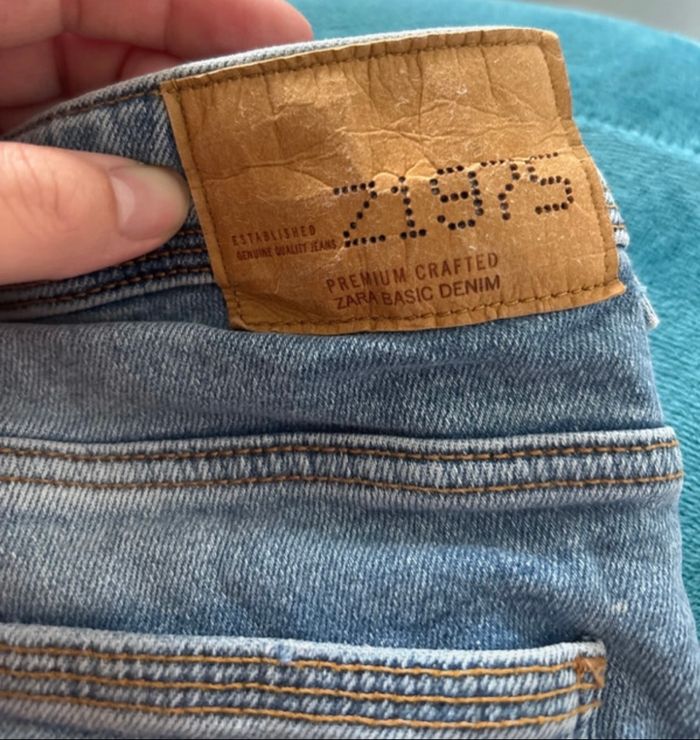 Z1975
ESTABLISHED
GENUINE QUALITY JEANS
PREMIUM CRAFTED
ZARA BASIC DENIM